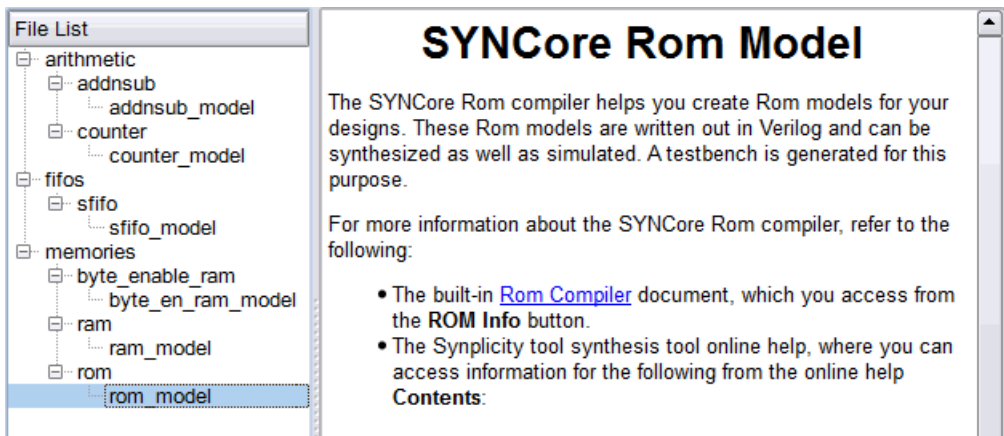 File List
arithmetic
addnsub
addnsub_model
counter
counter_model
fifos
sfifo
sfifo_model
memories
byte_enable_ram
byte_en_ram_model
ram
ram_model
rom
rom_model
SYNCore Rom Model
The SYNCore Rom compiler helps you create Rom models for your
designs. These Rom models are written out in Verilog and can be
synthesized as well as simulated. A testbench is generated for this
purpose.
For more information about the SYNCore Rom compiler, refer to the
following:
• The built-in Rom Compiler document, which you access from
the ROM Info button.
• The Synplicity tool synthesis tool online help, where you can
access information for the following from the online help
Contents: